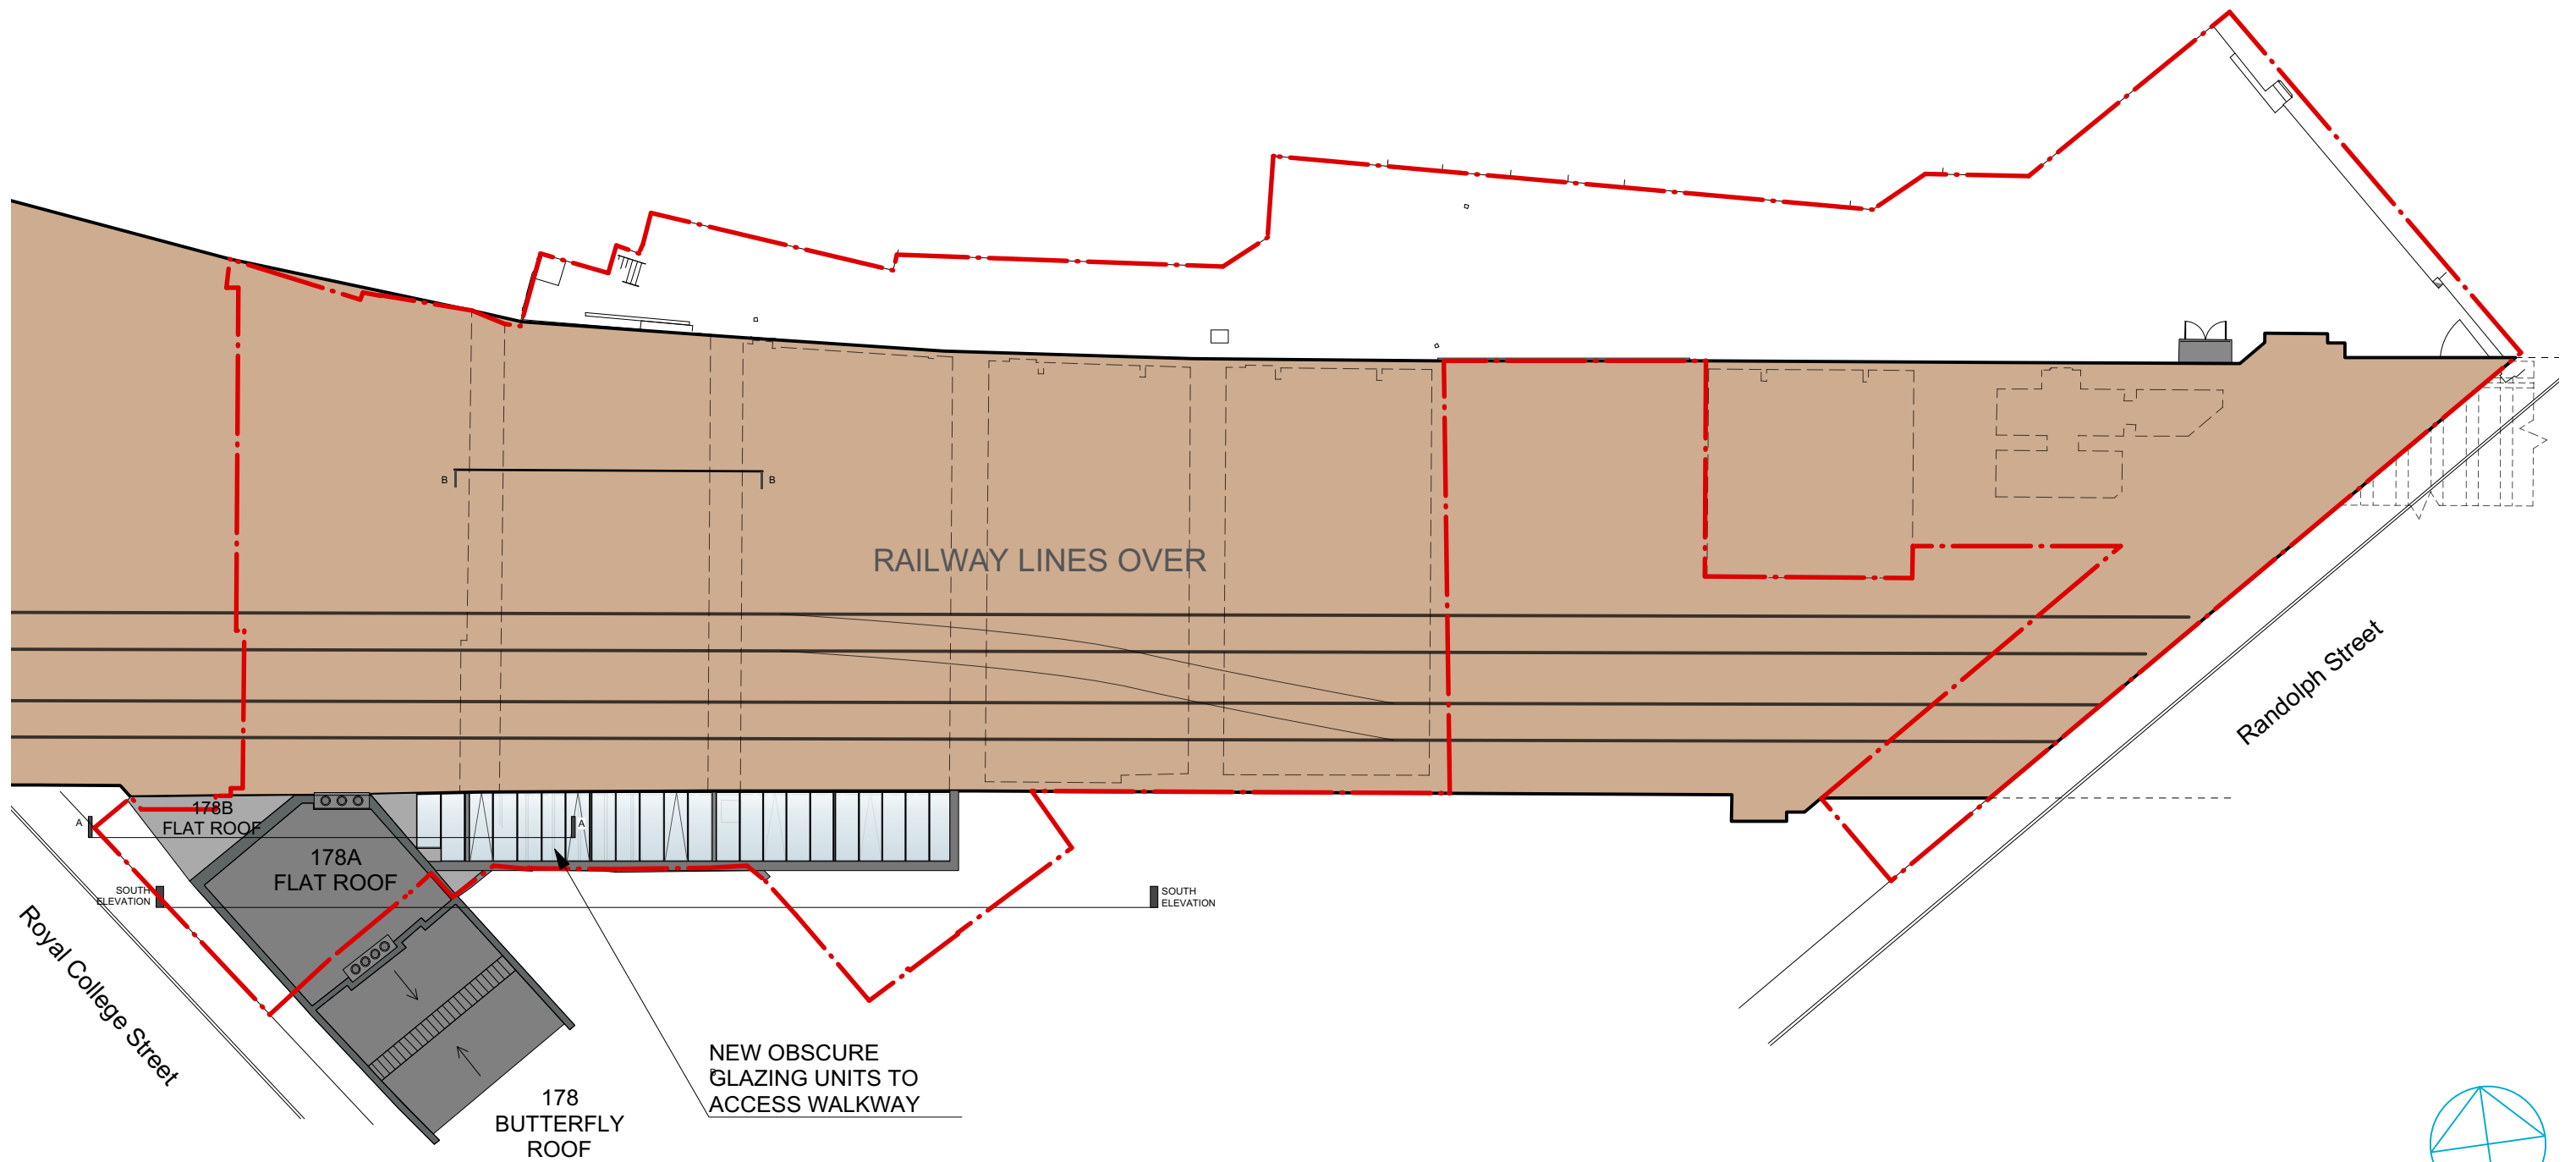 B
B
RAILWAY LINES OVER
Randolph Street
178B
FLAT ROOF
A
A
178A
FLAT ROOF
SOUTH
ELEVATION
SOUTH
ELEVATION
Royal College Street
NEW OBSCURE
GLAZING UNITS TO
ACCESS WALKWAY
178
BUTTERFLY
ROOF